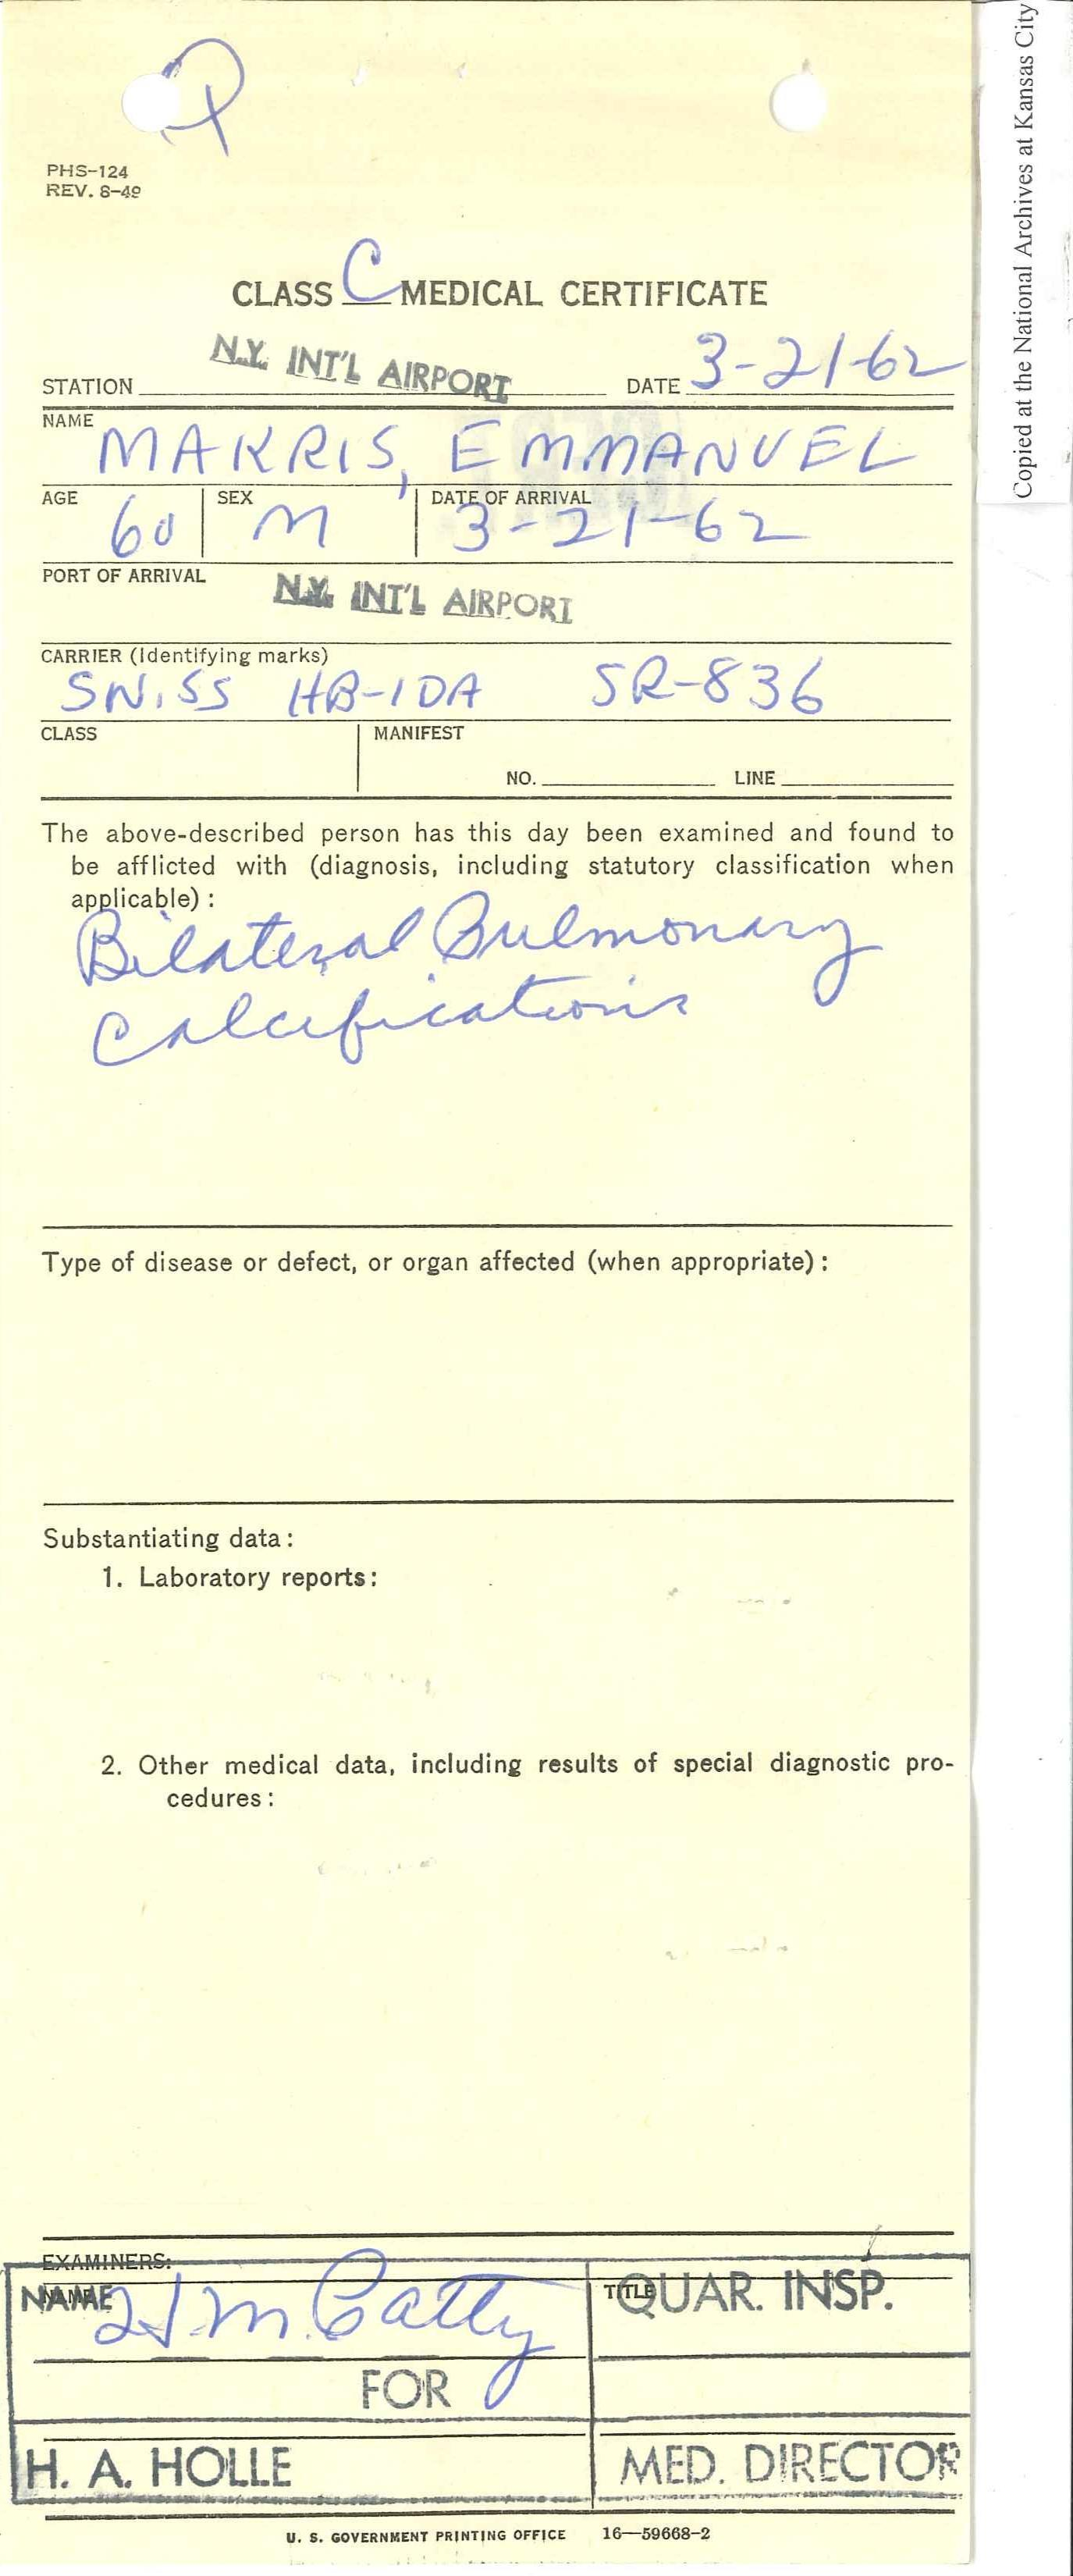 Copied at the National Archives at Kansas City
PHS-124
REV. 8-49
CLASS C MEDICAL CERTIFICATE
STATION N.Y. INT'L AIRPORT DATE 3-21-62
NAME MAKRIS, EMMANUEL
AGE 60 SEX M DATE OF ARRIVAL 3-21-62
PORT OF ARRIVAL N.Y. INT'L AIRPORT
CARRIER (Identifying marks)
SWISS HB-IDA SR-836
CLASS MANIFEST
NO. LINE
The above-described person has this day been examined and found to
be afflicted with (diagnosis, including statutory classification when
applicable):
Bilateral Pulmonary
Calcifications
Type of disease or defect, or organ affected (when appropriate):
Substantiating data:
1. Laboratory reports:
2. Other medical data, including results of special diagnostic pro-
cedures:
EXAMINERS:
NAME TITLE QUAR. INSP.
FOR
H. A. HOLLE MED. DIRECTOR
U. S. GOVERNMENT PRINTING OFFICE 16—59668-2